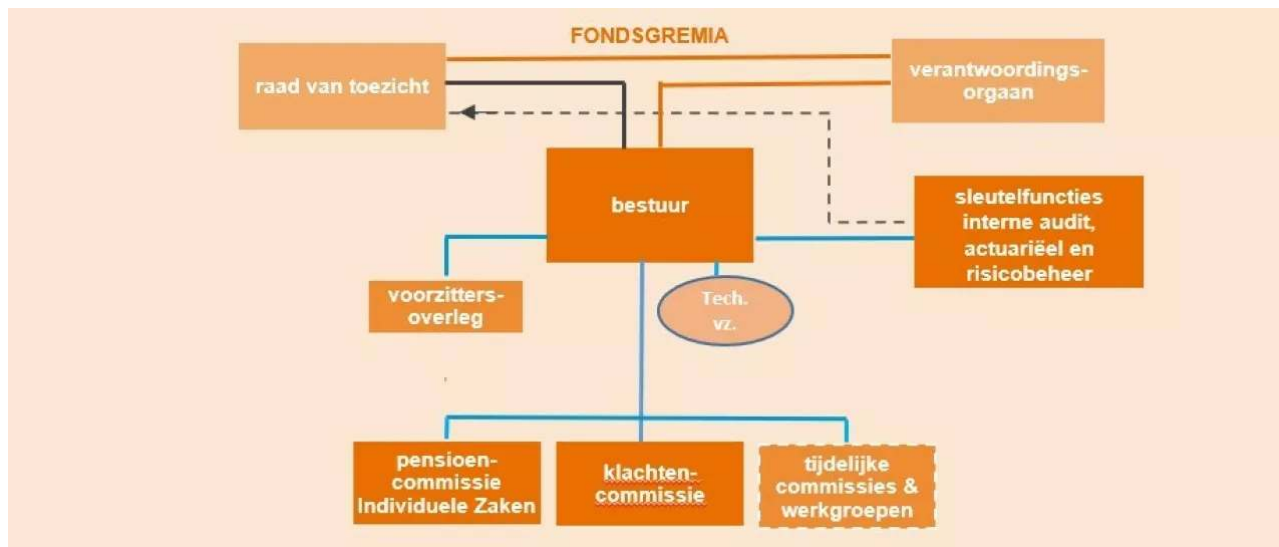 FONDSGREMIA
raad van toezicht
verantwoordings-
orgaan
bestuur
sleutelfuncties
interne audit,
actuariëel en
risicobeheer
voorzitters-
overleg
Tech.
vz.
pensioen-
commissie
Individuele Zaken
klachten-
commissie
tijdelijke
commissies &
werkgroepen